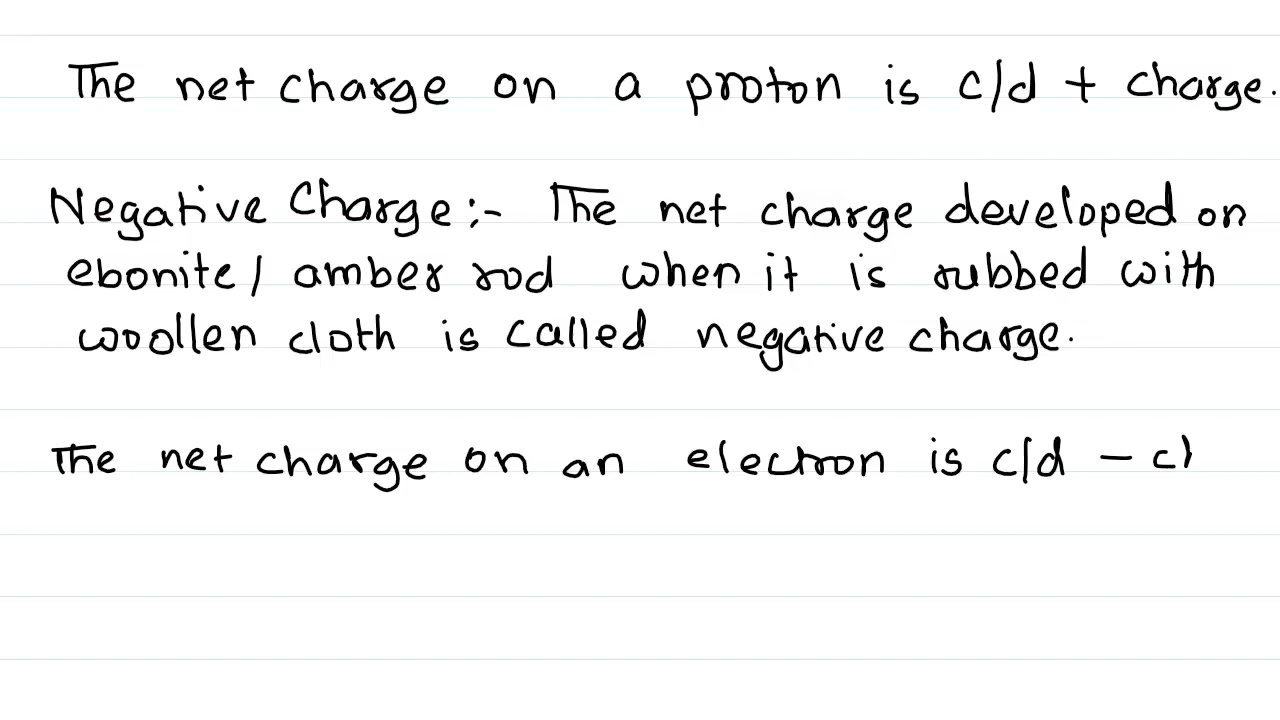 The net charge on a proton is c/d + charge.
Negative Charge:- The net charge developed on
ebonite/ amber rod when it is rubbed with
woollen cloth is called negative charge.
The net charge on an electron is c/d - ch